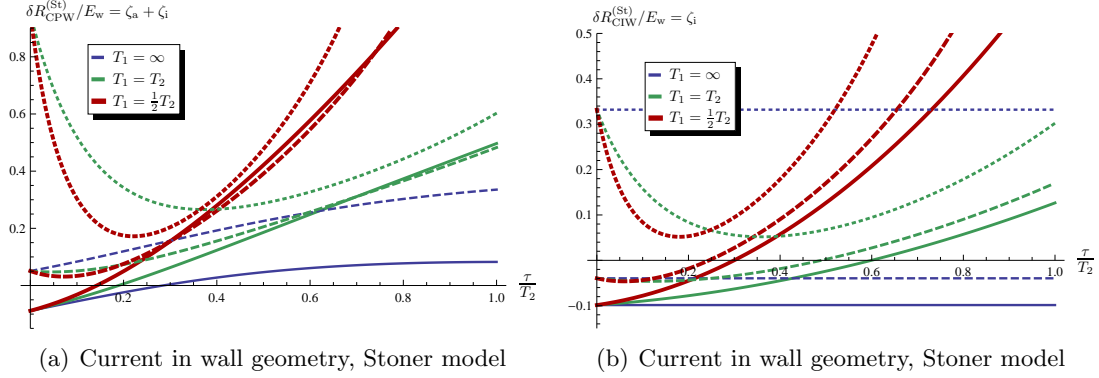 δR_CPW^(St)/E_w = ζ_a + ζ_i
0.8
0.6
0.4
0.2
T_1 = ∞
T_1 = T_2
T_1 = ½T_2
0.2 0.4 0.6 0.8 1.0
τ/T_2
(a) Current in wall geometry, Stoner model
δR_CIW^(St)/E_w = ζ_i
0.5
0.4
0.3
0.2
0.1
−0.1
T_1 = ∞
T_1 = T_2
T_1 = ½T_2
0.2 0.4 0.6 0.8 1.0
τ/T_2
(b) Current in wall geometry, Stoner model